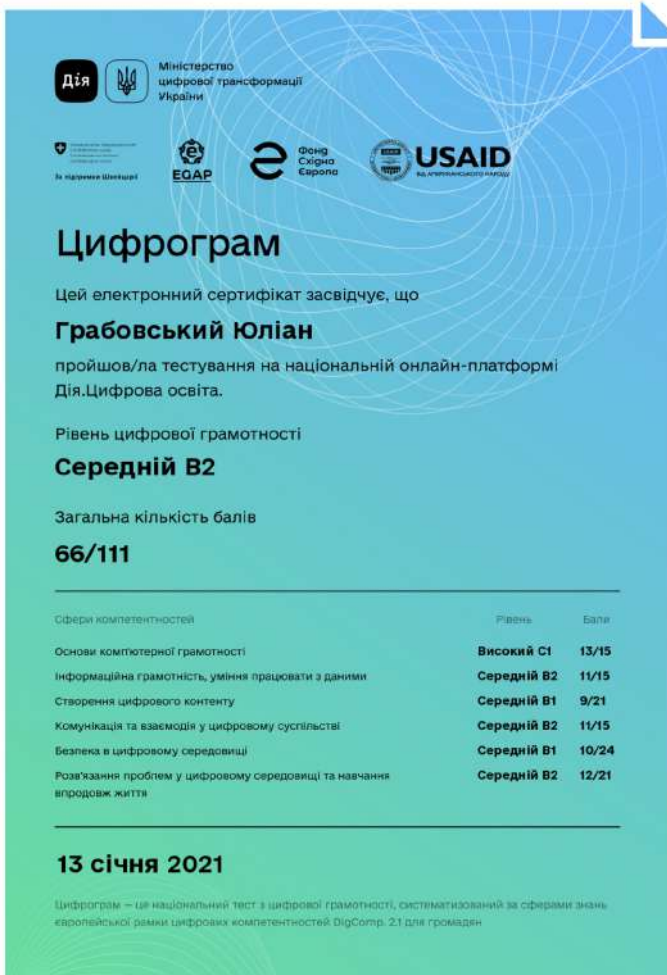 Дія
Міністерство
цифрової трансформації
України
За підтримки Швейцарії
EGAP
Фонд
Східна
Європа
USAID
ВІД АМЕРИКАНСЬКОГО НАРОДУ
Цифрограм
Цей електронний сертифікат засвідчує, що
Грабовський Юліан
пройшов/ла тестування на національній онлайн-платформі
Дія.Цифрова освіта.
Рівень цифрової грамотності
Середній B2
Загальна кількість балів
66/111
Сфери компетентностей Рівень Бали
Основи комп'ютерної грамотності Високий C1 13/15
Інформаційна грамотність, уміння працювати з даними Середній B2 11/15
Створення цифрового контенту Середній B1 9/21
Комунікація та взаємодія у цифровому суспільстві Середній B2 11/15
Безпека в цифровому середовищі Середній B1 10/24
Розв'язання проблем у цифровому середовищі та навчання Середній B2 12/21
впродовж життя
13 січня 2021
Цифрограм — це національний тест з цифрової грамотності, систематизований за сферами знань
європейської рамки цифрових компетентностей DigComp. 2.1 для громадян